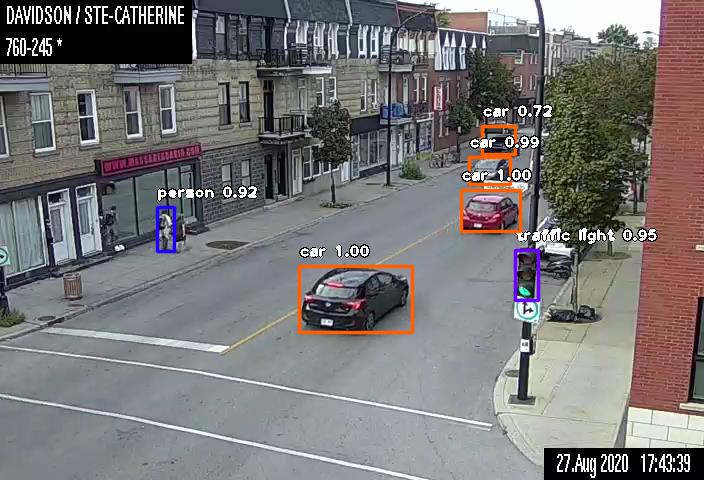 DAVIDSON / STE-CATHERINE
760-245 *
car 0.72
car 0.99
car 1.00
person 0.92
traffic light 0.95
car 1.00
27.Aug 2020 17:43:39